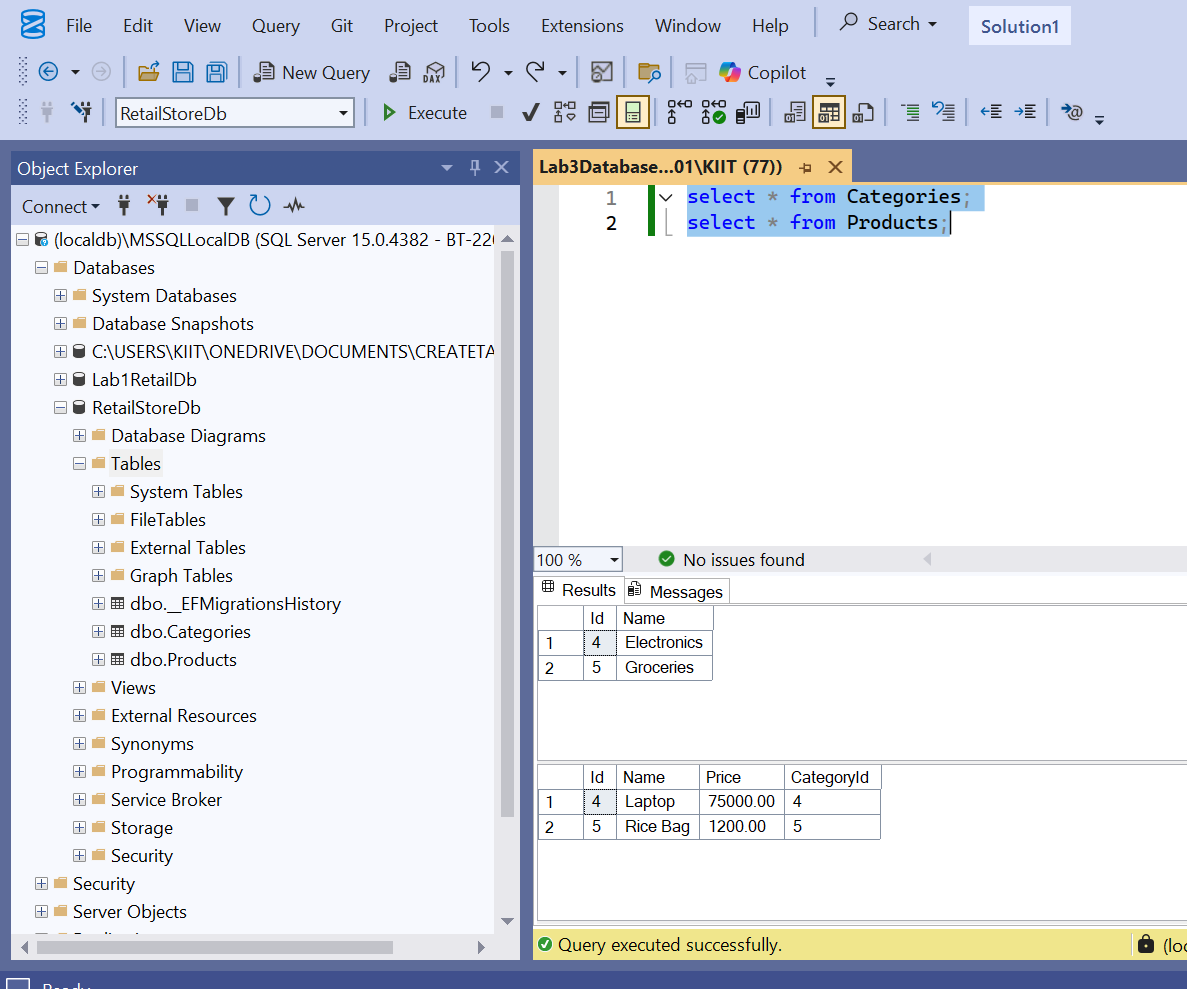 File Edit View Query Git Project Tools Extensions Window Help Search Solution1
New Query DAX Copilot
RetailStoreDb Execute
Object Explorer
Connect
(localdb)\MSSQLLocalDB (SQL Server 15.0.4382 - BT-220
Databases
System Databases
Database Snapshots
C:\USERS\KIIT\ONEDRIVE\DOCUMENTS\CREATETA
Lab1RetailDb
RetailStoreDb
Database Diagrams
Tables
System Tables
FileTables
External Tables
Graph Tables
dbo.__EFMigrationsHistory
dbo.Categories
dbo.Products
Views
External Resources
Synonyms
Programmability
Service Broker
Storage
Security
Security
Server Objects
Lab3Database...01\KIIT (77))
1 select * from Categories;
2 select * from Products;
100 % No issues found
Results Messages
Id Name
1 4 Electronics
2 5 Groceries
Id Name Price CategoryId
1 4 Laptop 75000.00 4
2 5 Rice Bag 1200.00 5
Query executed successfully. (loc
Ready